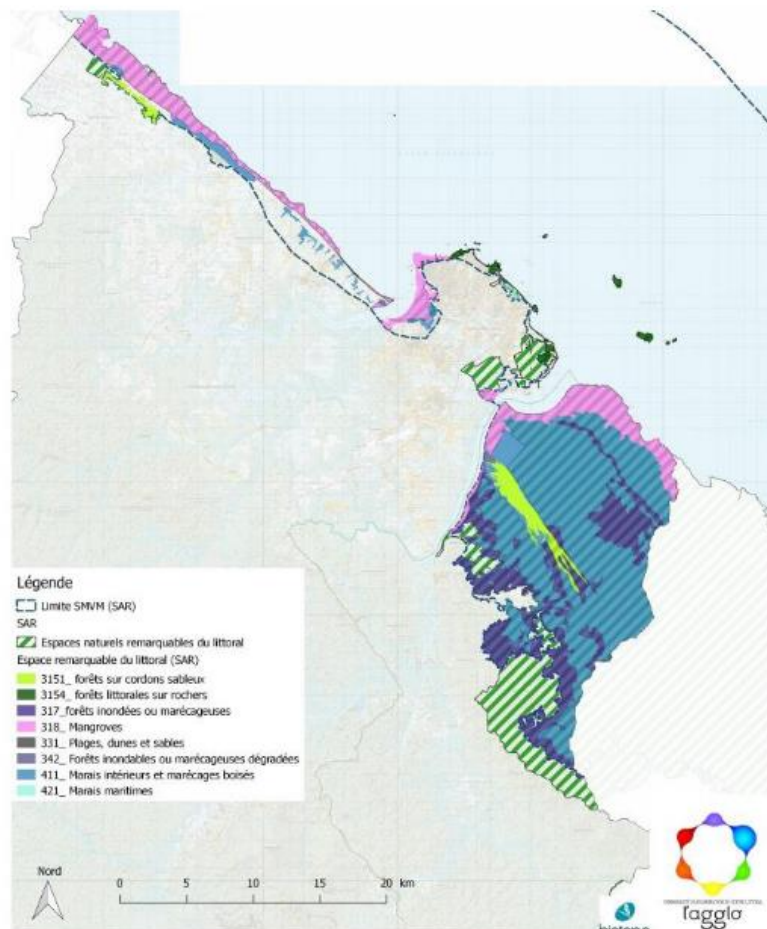 Légende
Limite SMVM (SAR)
SAR
Espaces naturels remarquables du littoral
Espace remarquable du littoral (SAR)
3151_ forêts sur cordons sableux
3154_ forêts littorales sur rochers
317_forêts inondées ou marécageuses
318_ Mangroves
331_ Plages, dunes et sables
342_ Forêts inondables ou marécageuses dégradées
411_ Marais intérieurs et marécages boisés
421_ Marais maritimes
Nord
0 5 10 15 20 km
l'agglo